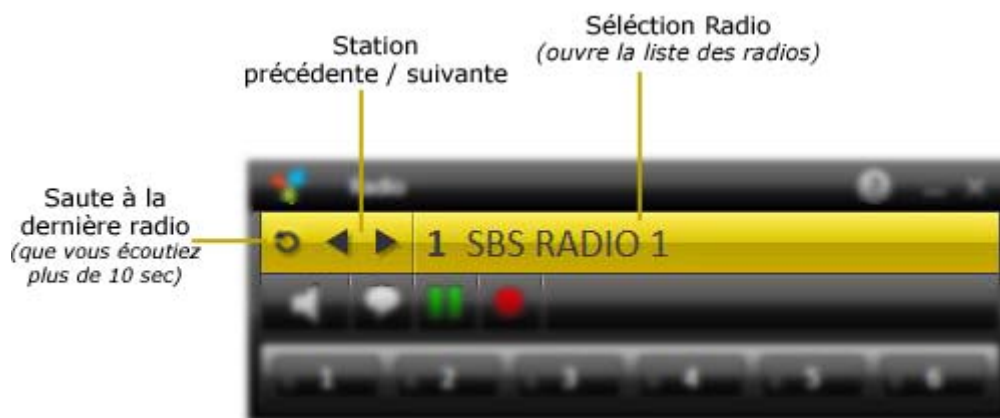 Séléction Radio
(ouvre la liste des radios)
Station
précédente / suivante
Saute à la
dernière radio
(que vous écoutiez
plus de 10 sec)
Radio
1 SBS RADIO 1
1 2 3 4 5 6